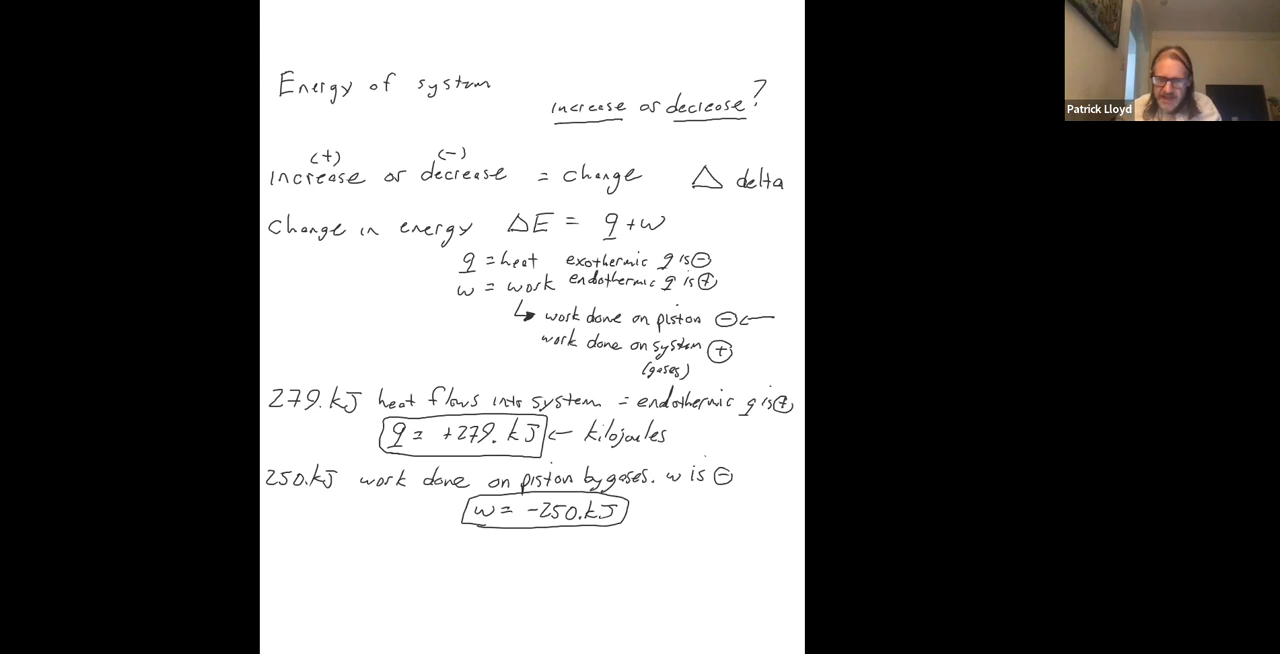 Energy of system
increase or decrease?
(+) (-)
increase or decrease = change △ delta
Change in energy △E = q+w
q = heat exothermic q is ⊖
w = work endothermic q is ⊕
↳ work done on piston ⊖ ←
work done on system ⊕
(gases)
279. kJ heat flows into system = endothermic q is ⊕
q = +279. kJ ← kilojoules
250. kJ work done on piston by gases. w is ⊖
w = -250. kJ
Patrick Lloyd